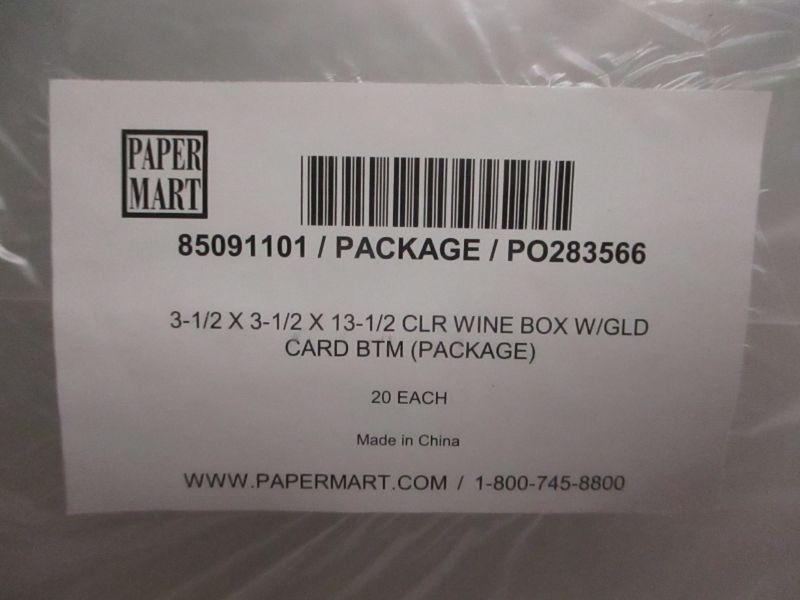 PAPER
MART
85091101 / PACKAGE / PO283566
3-1/2 X 3-1/2 X 13-1/2 CLR WINE BOX W/GLD
CARD BTM (PACKAGE)
20 EACH
Made in China
WWW.PAPERMART.COM / 1-800-745-8800